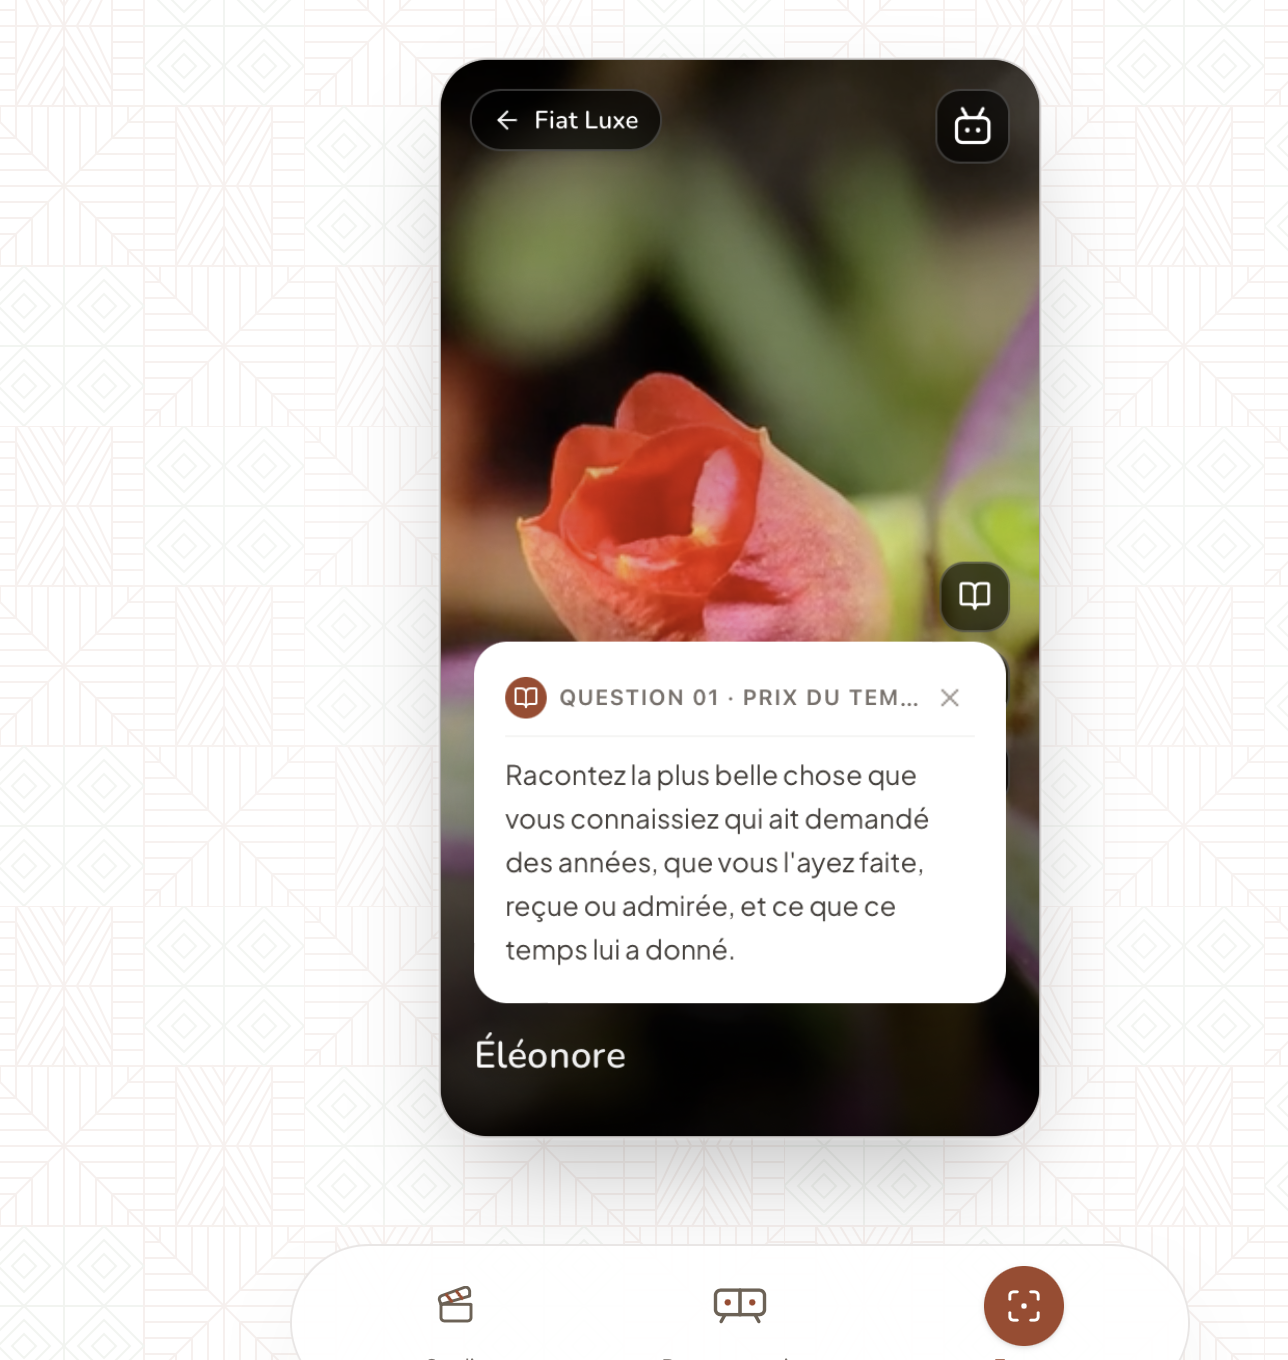 Fiat Luxe
QUESTION 01 · PRIX DU TEM...
Racontez la plus belle chose que
vous connaissiez qui ait demandé
des années, que vous l'ayez faite,
reçue ou admirée, et ce que ce
temps lui a donné.
Éléonore